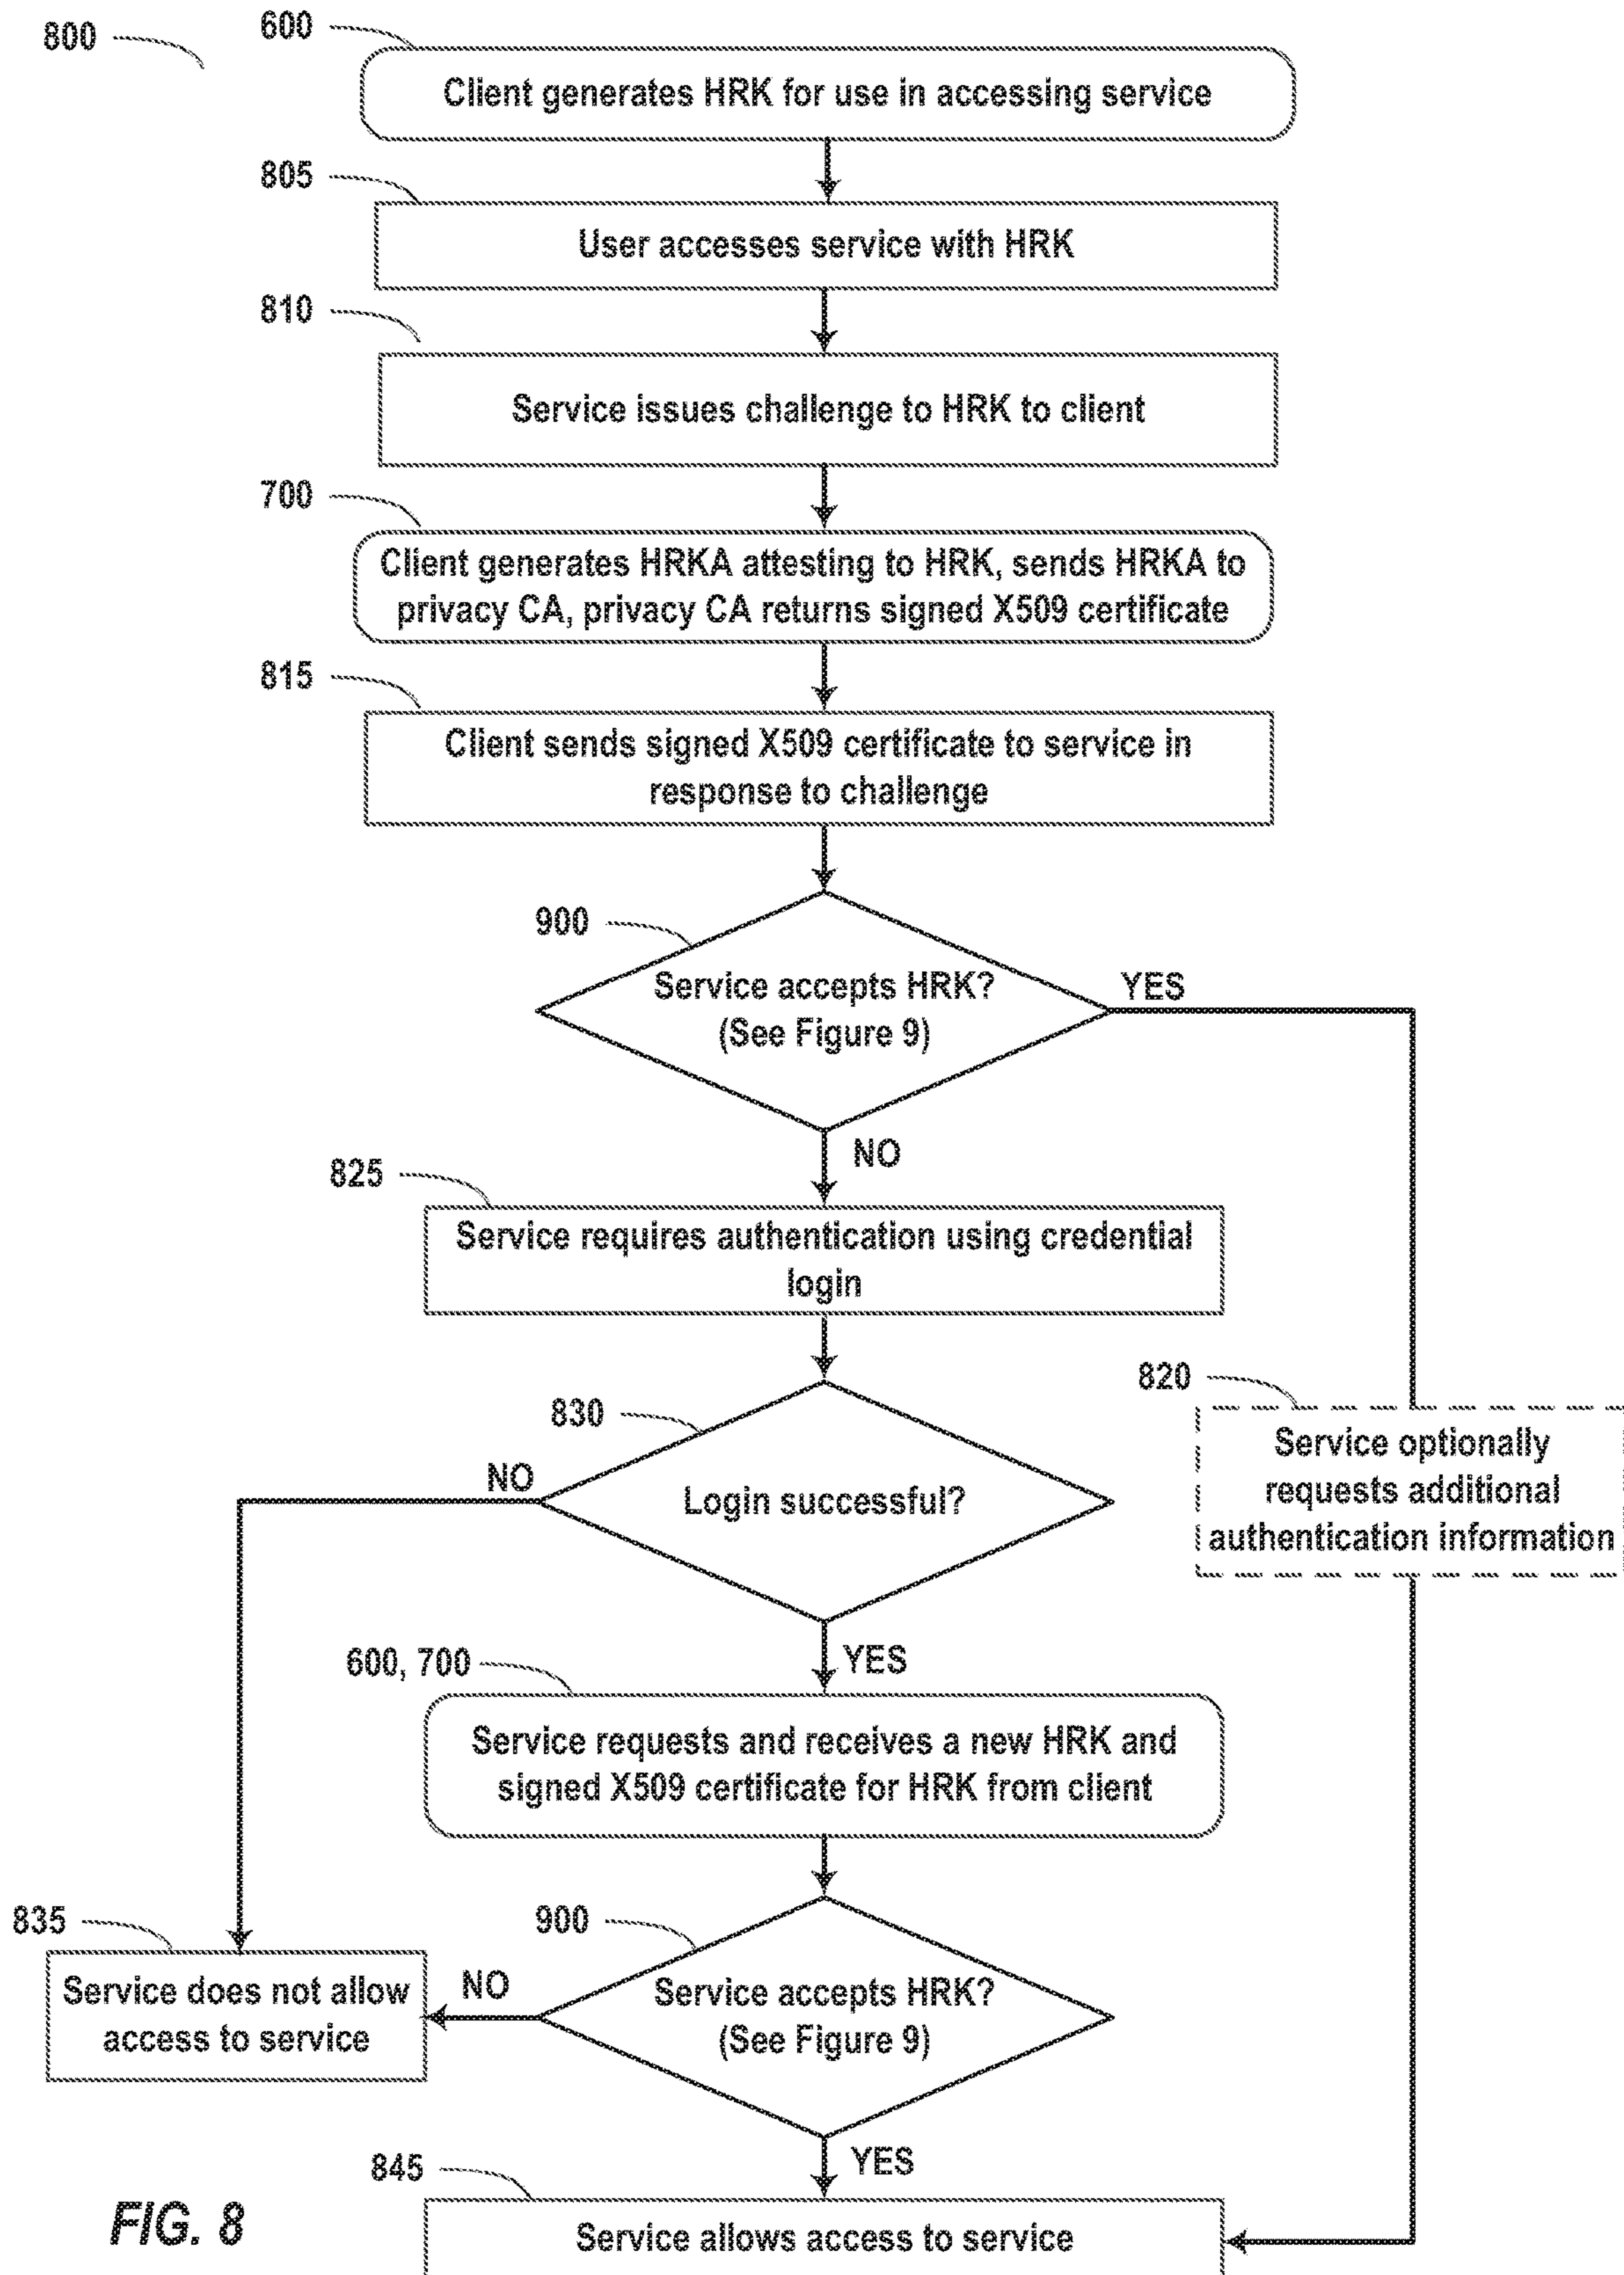 800
600
Client generates HRK for use in accessing service
805
User accesses service with HRK
810
Service issues challenge to HRK to client
700
Client generates HRKA attesting to HRK, sends HRKA to
privacy CA, privacy CA returns signed X509 certificate
815
Client sends signed X509 certificate to service in
response to challenge
900
Service accepts HRK?
(See Figure 9)
YES
NO
825
Service requires authentication using credential
login
820
Service optionally
requests additional
authentication information
830
NO
Login successful?
YES
600, 700
Service requests and receives a new HRK and
signed X509 certificate for HRK from client
835
Service does not allow
access to service
NO
900
Service accepts HRK?
(See Figure 9)
YES
845
Service allows access to service
FIG. 8